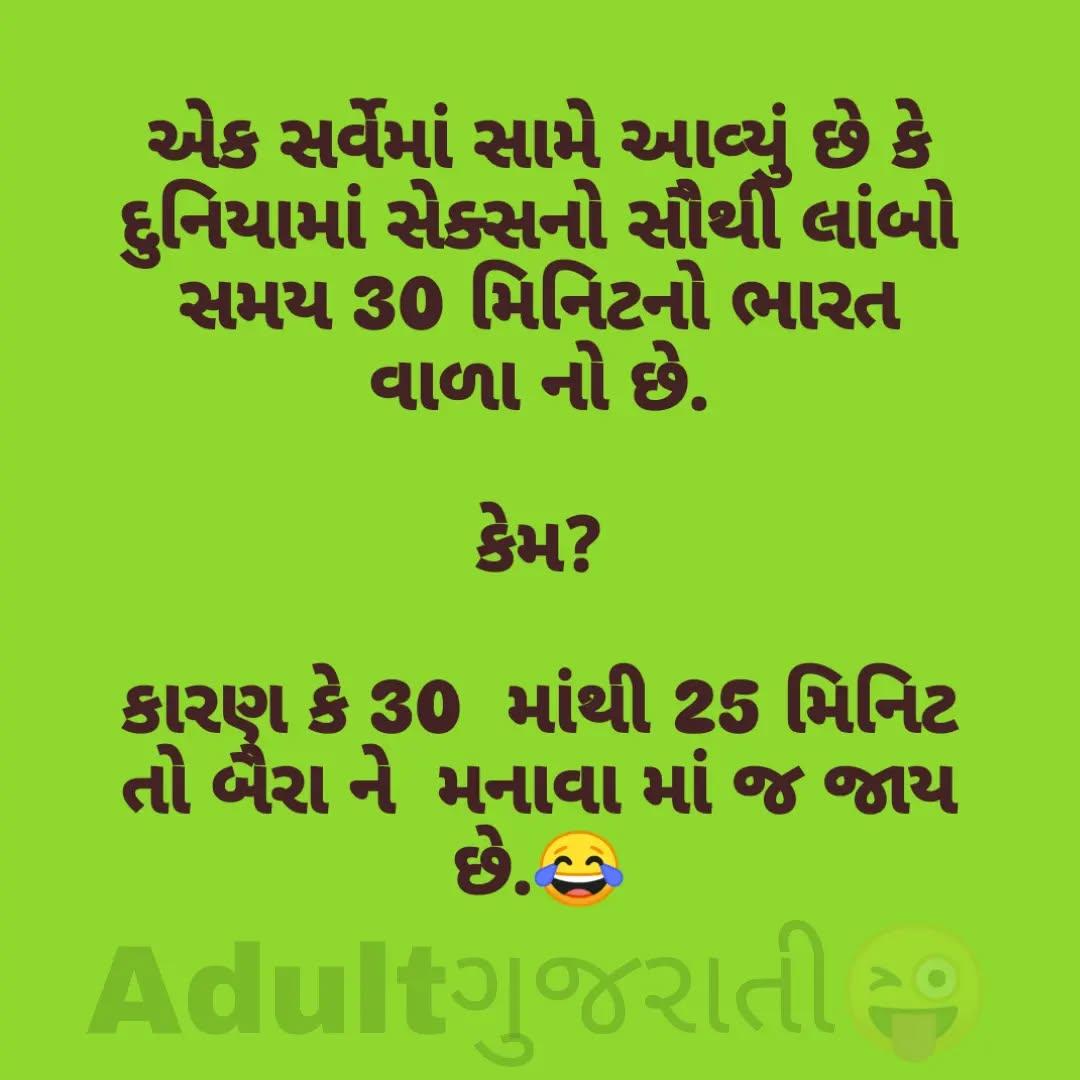 એક સર્વેમાં સામે આવ્યું છે કે
દુનિયામાં સેક્સનો સૌથી લાંબો
સમય 30 મિનિટનો ભારત
વાળા નો છે.
કેમ?
કારણ કે 30 માંથી 25 મિનિટ
તો બૈરા ને મનાવા માં જ જાય
છે.😂
Adultગુજરાતી😜